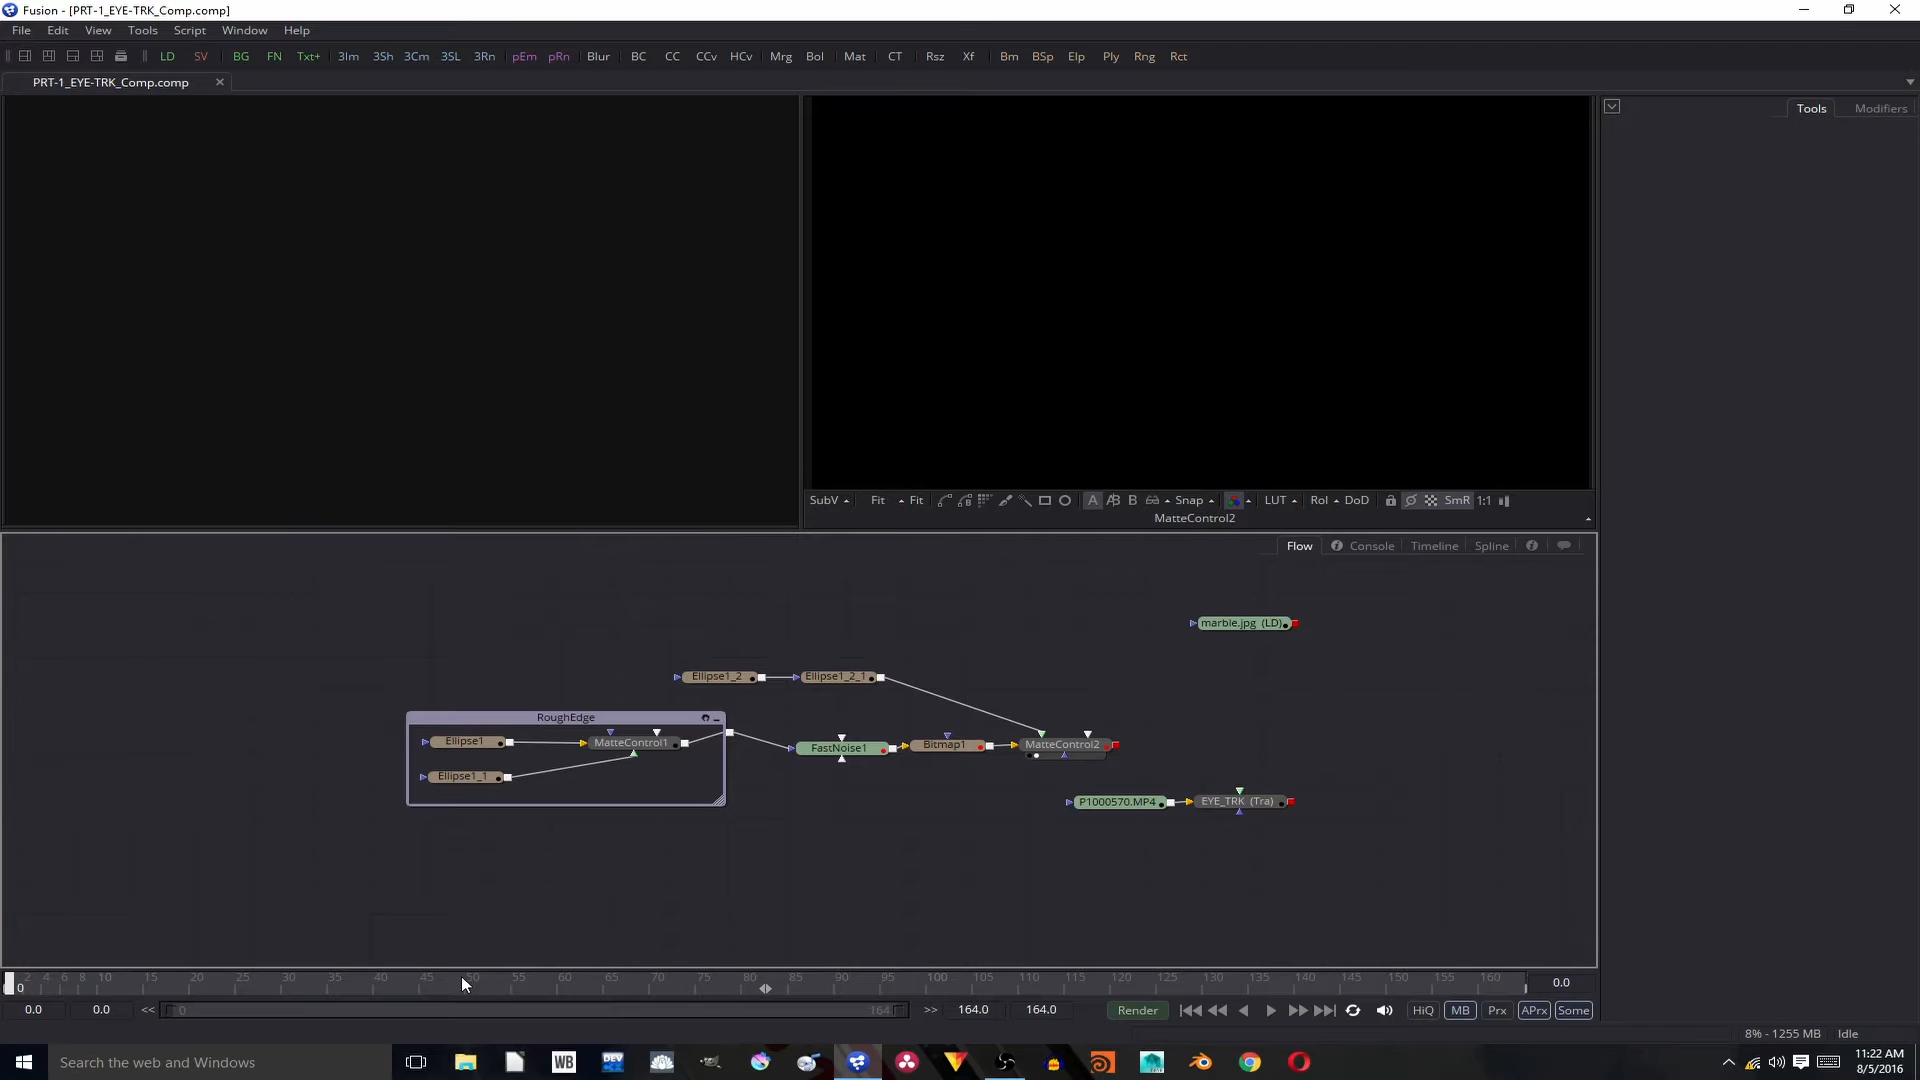 Fusion - [PRT-1_EYE-TRK_Comp.comp]
File Edit View Tools Script Window Help
LD SV BG FN Txt+ 3Im 3Sh 3Cm 3SL 3Rn pEm pRn Blur BC CC CCv HCv Mrg Bol Mat CT Rsz Xf Bm BSp Elp Ply Rng Rct
PRT-1_EYE-TRK_Comp.comp
Tools Modifiers
SubV Fit Fit A B Snap LUT RoI DoD SmR 1:1
MatteControl2
Flow Console Timeline Spline
marble.jpg (LD)
Ellipse1_2 Ellipse1_2_1
RoughEdge
Ellipse1 MatteControl1 FastNoise1 Bitmap1 MatteControl2
Ellipse1_1
P1000570.MP4 EYE_TRK (Tra)
2 4 6 8 10 15 20 25 30 35 40 45 50 55 60 65 70 75 80 85 90 95 100 105 110 115 120 125 130 135 140 145 150 155 160
0 0.0
0.0 0.0 << 0 164 >> 164.0 164.0 Render HiQ MB Prx APrx Some
8% - 1255 MB Idle
Search the web and Windows WB DEV 11:22 AM
8/5/2016